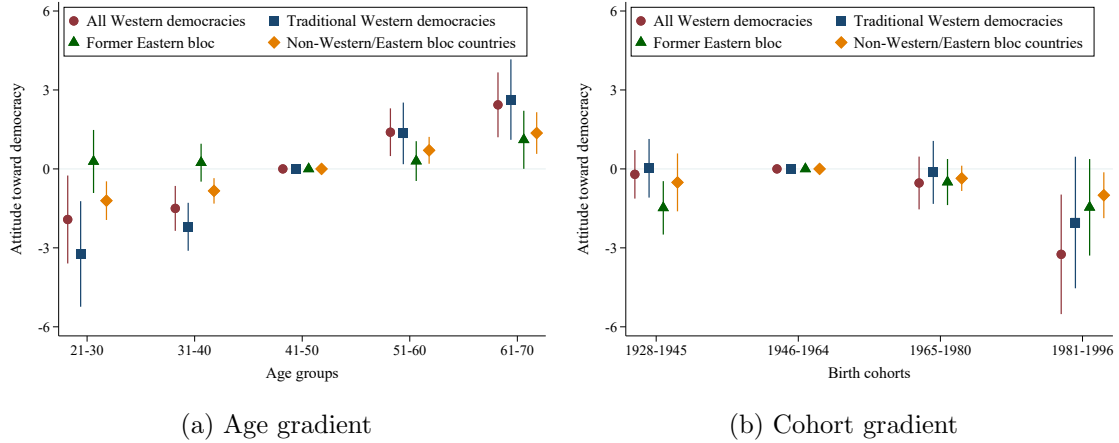 All Western democracies
Traditional Western democracies
Former Eastern bloc
Non-Western/Eastern bloc countries
Attitude toward democracy
6
3
0
-3
-6
21-30
31-40
41-50
51-60
61-70
Age groups
(a) Age gradient
All Western democracies
Traditional Western democracies
Former Eastern bloc
Non-Western/Eastern bloc countries
Attitude toward democracy
6
3
0
-3
-6
1928-1945
1946-1964
1965-1980
1981-1996
Birth cohorts
(b) Cohort gradient